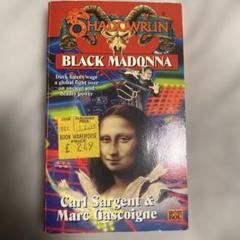 SHADOWRUN
BLACK MADONNA
Dark forces wage
a global fight over
an ancient and
deadly power
BOOK WAREHOUSE
PRICE
£ 2.49
Carl Sargent &
Marc Gascoigne
ROC